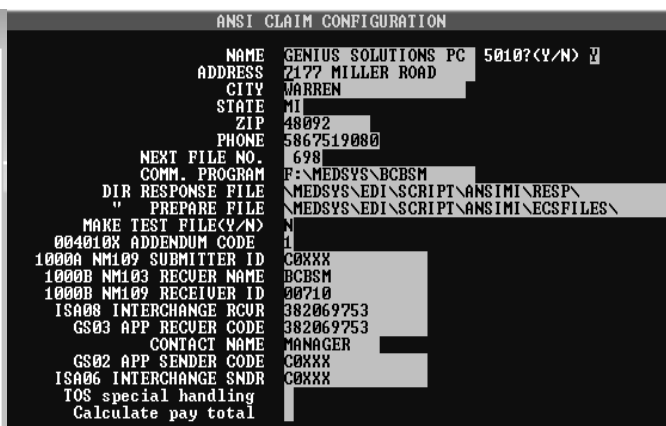 ANSI CLAIM CONFIGURATION
NAME GENIUS SOLUTIONS PC 5010?(Y/N) Y
ADDRESS 7177 MILLER ROAD
CITY WARREN
STATE MI
ZIP 48092
PHONE 5867519080
NEXT FILE NO. 698
COMM. PROGRAM F:\MEDSYS\BCBSM
DIR RESPONSE FILE \MEDSYS\EDI\SCRIPT\ANSIMI\RESP\
" PREPARE FILE \MEDSYS\EDI\SCRIPT\ANSIMI\ECSFILES\
MAKE TEST FILE(Y/N) N
004010X ADDENDUM CODE 1
1000A NM109 SUBMITTER ID C0XXX
1000B NM103 RECVER NAME BCBSM
1000B NM109 RECEIVER ID 00710
ISA08 INTERCHANGE RCVR 382069753
GS03 APP RECVER CODE 382069753
CONTACT NAME MANAGER
GS02 APP SENDER CODE C0XXX
ISA06 INTERCHANGE SNDR C0XXX
TOS special handling
Calculate pay total